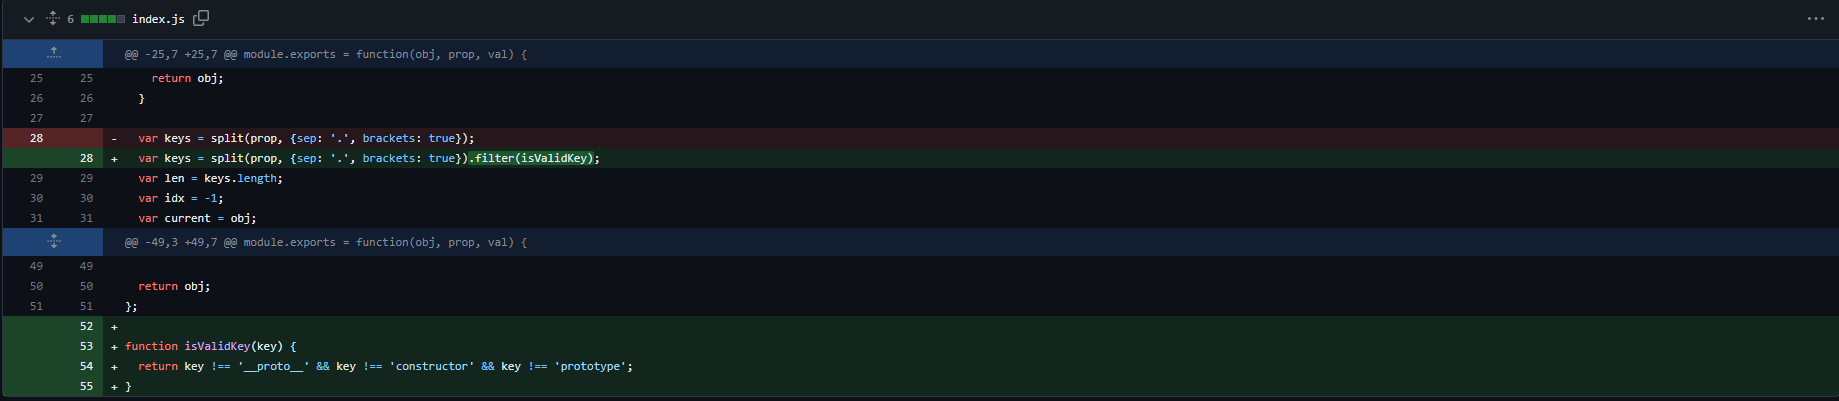 6 index.js
@@ -25,7 +25,7 @@ module.exports = function(obj, prop, val) {
25 25 return obj;
26 26 }
27 27
28 - var keys = split(prop, {sep: '.', brackets: true});
28 + var keys = split(prop, {sep: '.', brackets: true}).filter(isValidKey);
29 29 var len = keys.length;
30 30 var idx = -1;
31 31 var current = obj;
@@ -49,3 +49,7 @@ module.exports = function(obj, prop, val) {
49 49
50 50 return obj;
51 51 };
52 +
53 + function isValidKey(key) {
54 + return key !== '__proto__' && key !== 'constructor' && key !== 'prototype';
55 + }